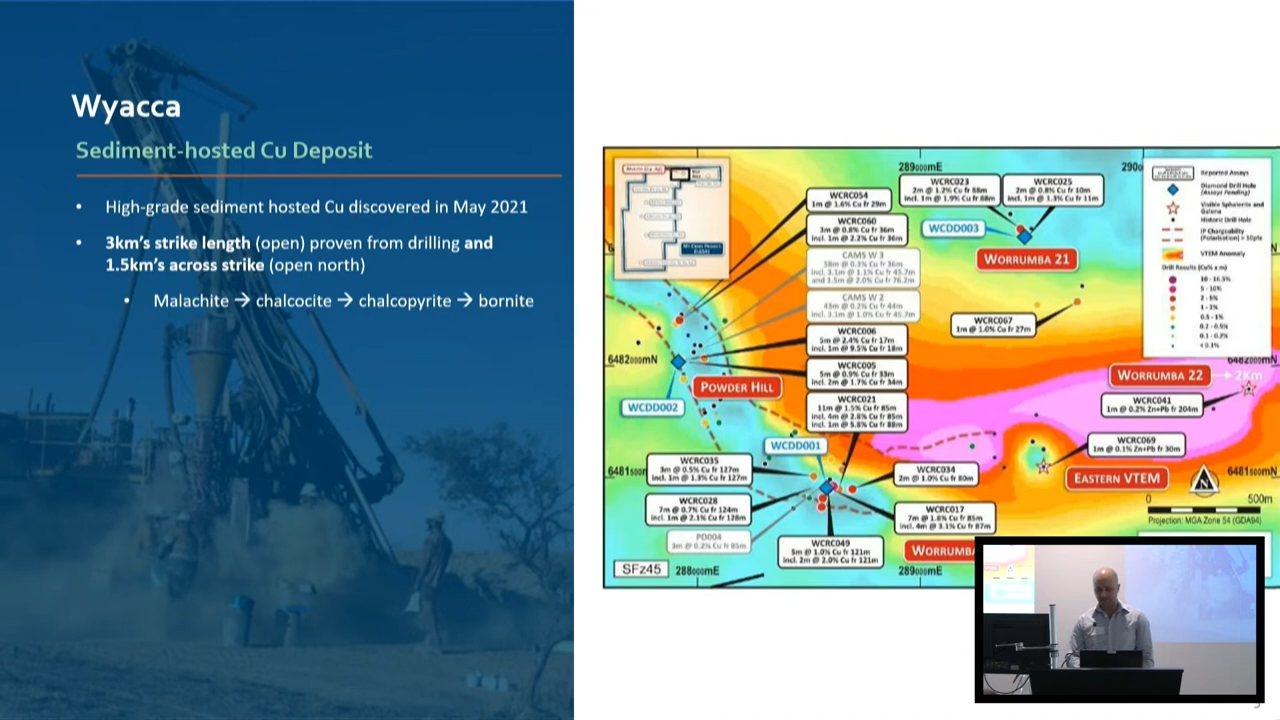 Wyacca
Sediment-hosted Cu Deposit
• High-grade sediment hosted Cu discovered in May 2021
• 3km's strike length (open) proven from drilling and
1.5km's across strike (open north)
• Malachite → chalcocite → chalcopyrite → bornite
289000mE
290
WCRC054
1m @ 1.6% Cu fr 29m
WCRC023
2m @ 1.2% Cu fr 88m
incl. 1m @ 1.9% Cu fr 88m
WCRC025
2m @ 0.8% Cu fr 10m
incl. 1m @ 1.3% Cu fr 11m
WCRC060
3m @ 0.8% Cu fr 36m
incl. 1m @ 2.2% Cu fr 36m
WCDD003
WORRUMBA 21
CAMS W 3
58m @ 0.3% Cu fr 36m
incl. 3.1m @ 1.1% Cu fr 45.7m
and 1.5m @ 2.0% Cu fr 76.2m
CAMS W 2
43m @ 0.2% Cu fr 44m
incl. 3.1m @ 1.0% Cu fr 45.7m
WCRC067
1m @ 1.0% Cu fr 27m
WCRC006
5m @ 2.4% Cu fr 17m
incl. 1m @ 9.5% Cu fr 18m
6482000mN
6482000mN
WCRC005
5m @ 0.9% Cu fr 33m
incl. 2m @ 1.7% Cu fr 34m
POWDER HILL
WORRUMBA 22
2Km
WCDD002
WCRC021
11m @ 1.5% Cu fr 85m
incl. 4m @ 2.8% Cu fr 85m
incl. 1m @ 5.8% Cu fr 88m
WCRC041
1m @ 0.2% Zn+Pb fr 204m
WCDD001
WCRC069
1m @ 0.1% Zn+Pb fr 30m
WCRC035
3m @ 0.5% Cu fr 127m
incl. 1m @ 1.3% Cu fr 127m
6481500m
WCRC034
2m @ 1.0% Cu fr 80m
EASTERN VTEM
N
6481500mN
WCRC028
7m @ 0.7% Cu fr 124m
incl. 1m @ 2.1% Cu fr 128m
WCRC017
7m @ 1.8% Cu fr 85m
incl. 4m @ 3.1% Cu fr 87m
0 500m
Projection: MGA Zone 54 (GDA94)
PD004
3m @ 0.2% Cu fr 85m
WCRC049
5m @ 1.0% Cu fr 121m
incl. 2m @ 2.0% Cu fr 121m
WORRUMBA
SFz45
288000mE
289000mE
Reported Assays
Diamond Drill Hole
(Assays Pending)
Visible Sphalerite and
Galena
Historic Drill Hole
IP Chargeability
VTEM Anomaly
Drill Results (Cu% x m)
10 - 16.5%
5 - 10%
2 - 5%
1 - 2%
0.5 - 1%
0.2 - 0.5%
0.1 - 0.2%
< 0.1%